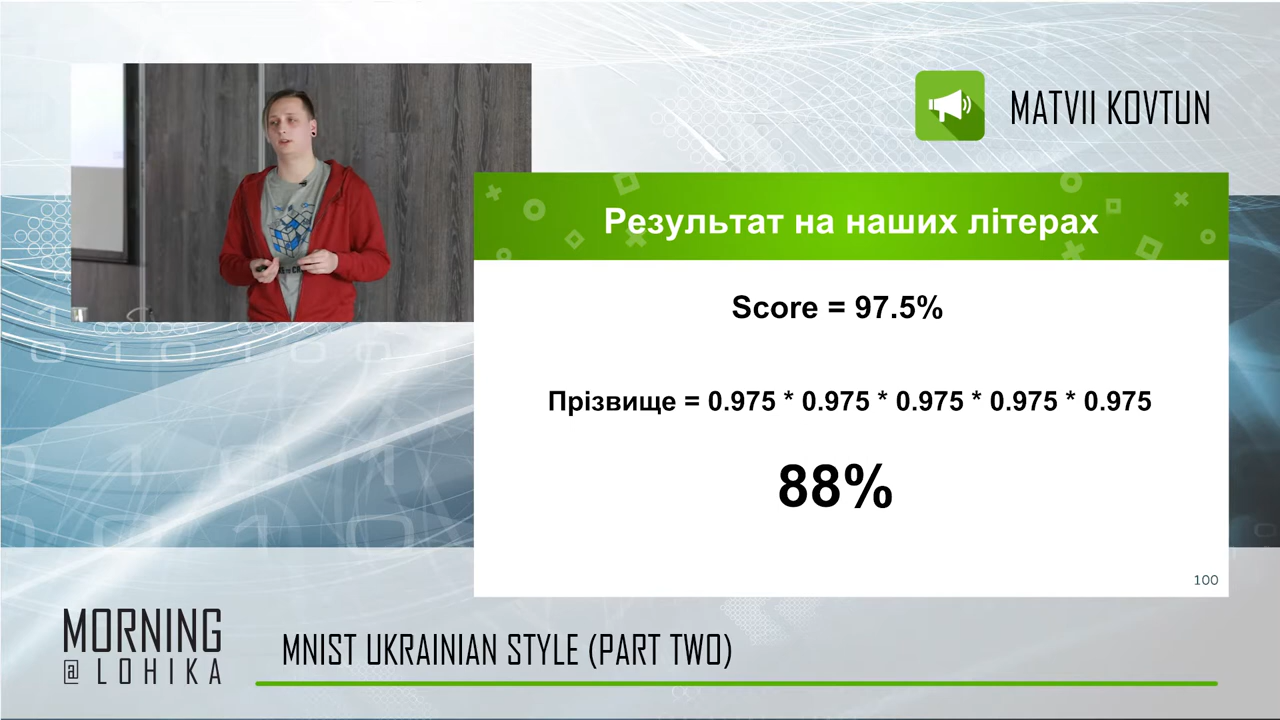 MATVII KOVTUN
Результат на наших літерах
Score = 97.5%
Прізвище = 0.975 * 0.975 * 0.975 * 0.975 * 0.975
88%
100
MORNING
@ LOHIKA
MNIST UKRAINIAN STYLE (PART TWO)